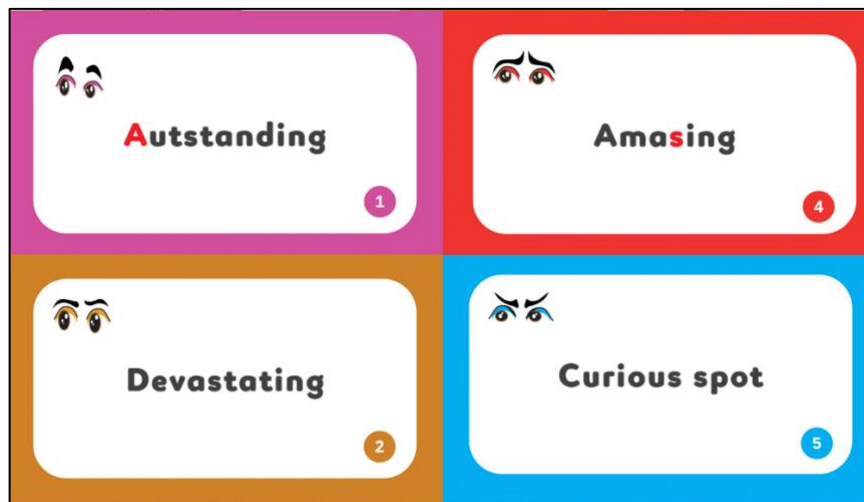 Autstanding
1
Amasing
4
Devastating
2
Curious spot
5